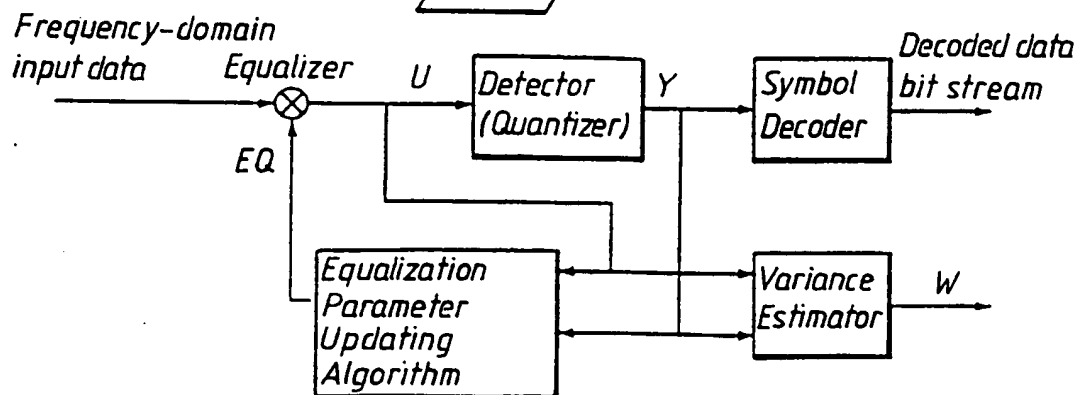 Frequency-domain
input data
Equalizer
U
Detector
(Quantizer)
Y
Symbol
Decoder
Decoded data
bit stream
EQ
Equalization
Parameter
Updating
Algorithm
Variance
Estimator
W